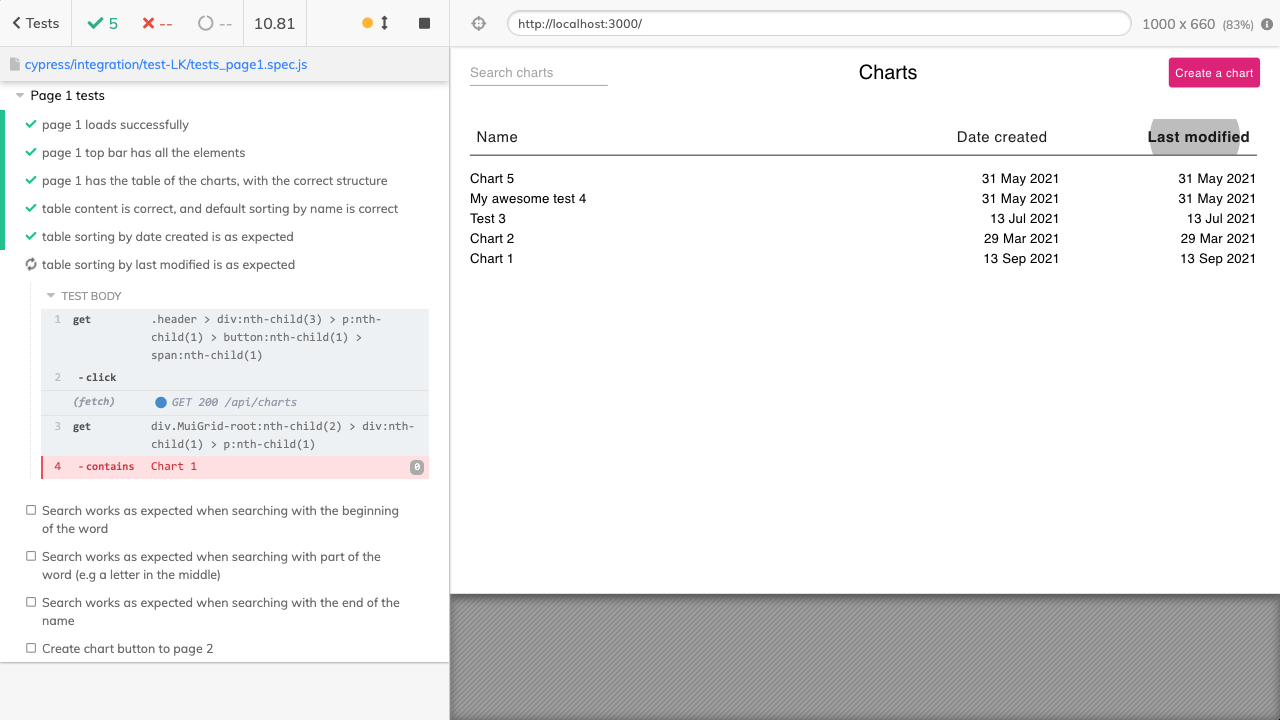 Tests
5
--
--
10.81
cypress/integration/test-LK/tests_page1.spec.js
Page 1 tests
page 1 loads successfully
page 1 top bar has all the elements
page 1 has the table of the charts, with the correct structure
table content is correct, and default sorting by name is correct
table sorting by date created is as expected
table sorting by last modified is as expected
TEST BODY
1 get .header > div:nth-child(3) > p:nth-
child(1) > button:nth-child(1) >
span:nth-child(1)
2 -click
(fetch) GET 200 /api/charts
3 get div.MuiGrid-root:nth-child(2) > div:nth-
child(1) > p:nth-child(1)
4 -contains Chart 1 0
Search works as expected when searching with the beginning
of the word
Search works as expected when searching with part of the
word (e.g a letter in the middle)
Search works as expected when searching with the end of the
name
Create chart button to page 2
http://localhost:3000/
1000 x 660 (83%)
Search charts
Charts
Create a chart
Name Date created Last modified
Chart 5 31 May 2021 31 May 2021
My awesome test 4 31 May 2021 31 May 2021
Test 3 13 Jul 2021 13 Jul 2021
Chart 2 29 Mar 2021 29 Mar 2021
Chart 1 13 Sep 2021 13 Sep 2021